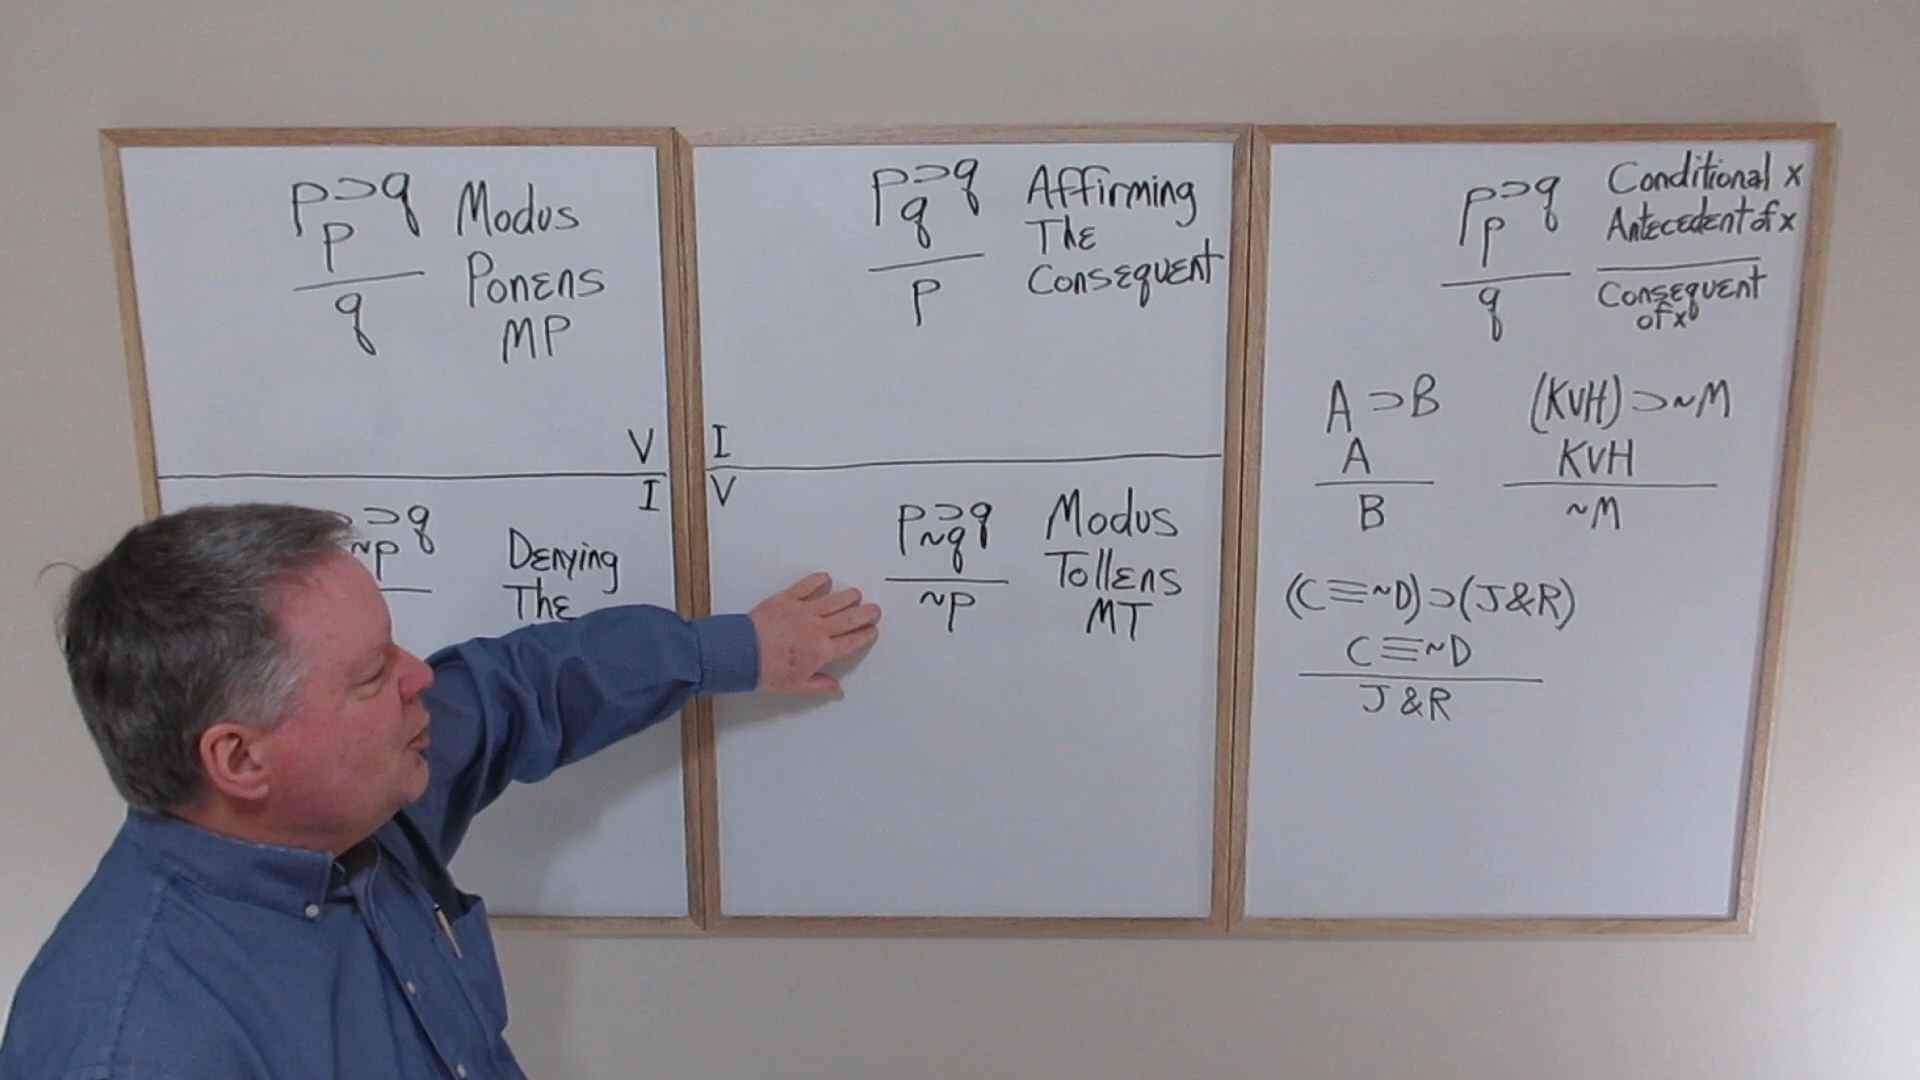 p⊃q
p
q
Modus
Ponens
MP
V
I
⊃q
~p
Denying
The
p⊃q
q
p
Affirming
The
Consequent
I
V
p⊃q
~q
~p
Modus
Tollens
MT
p⊃q
p
q
Conditional x
Antecedent of x
Consequent
of x
A⊃B
A
B
(KvH)⊃~M
KvH
~M
(C≡~D)⊃(J&R)
C≡~D
J&R